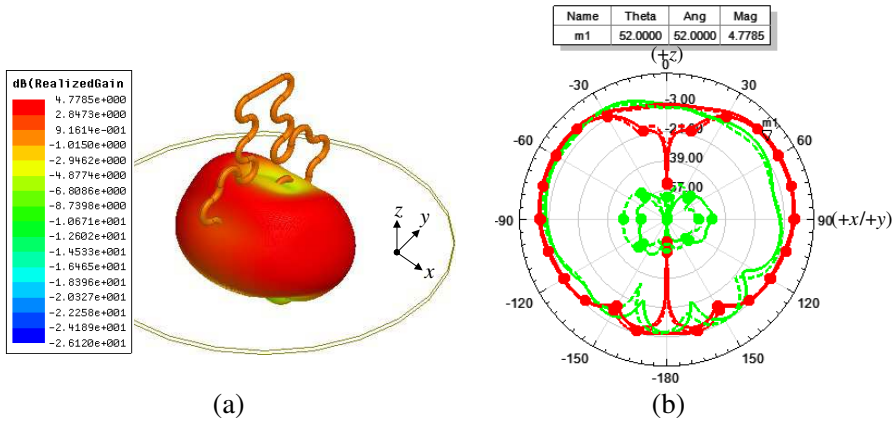 dB(RealizedGain
4.7785e+000
2.8473e+000
9.1614e-001
-1.0150e+000
-2.9462e+000
-4.8774e+000
-6.8086e+000
-8.7398e+000
-1.0671e+001
-1.2602e+001
-1.4533e+001
-1.6465e+001
-1.8396e+001
-2.0327e+001
-2.2258e+001
-2.4189e+001
-2.6120e+001
z
y
x
(a)
Name Theta Ang Mag
m1 52.0000 52.0000 4.7785
(+z)
0
-30 30
-3.00
m1
-60 60
-21.00
39.00
57.00
-90 90(+x/+y)
-120 120
-150 150
-180
(b)